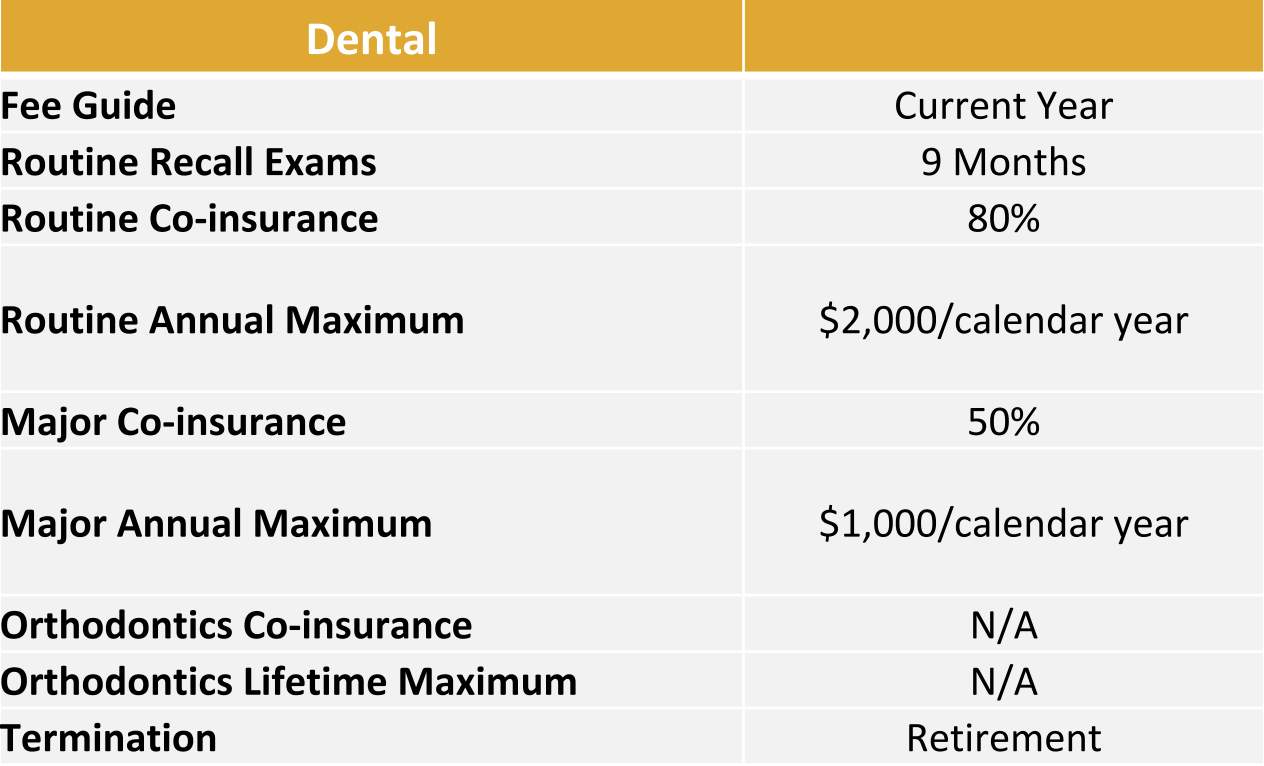 Dental
Fee Guide Current Year
Routine Recall Exams 9 Months
Routine Co-insurance 80%
Routine Annual Maximum $2,000/calendar year
Major Co-insurance 50%
Major Annual Maximum $1,000/calendar year
Orthodontics Co-insurance N/A
Orthodontics Lifetime Maximum N/A
Termination Retirement